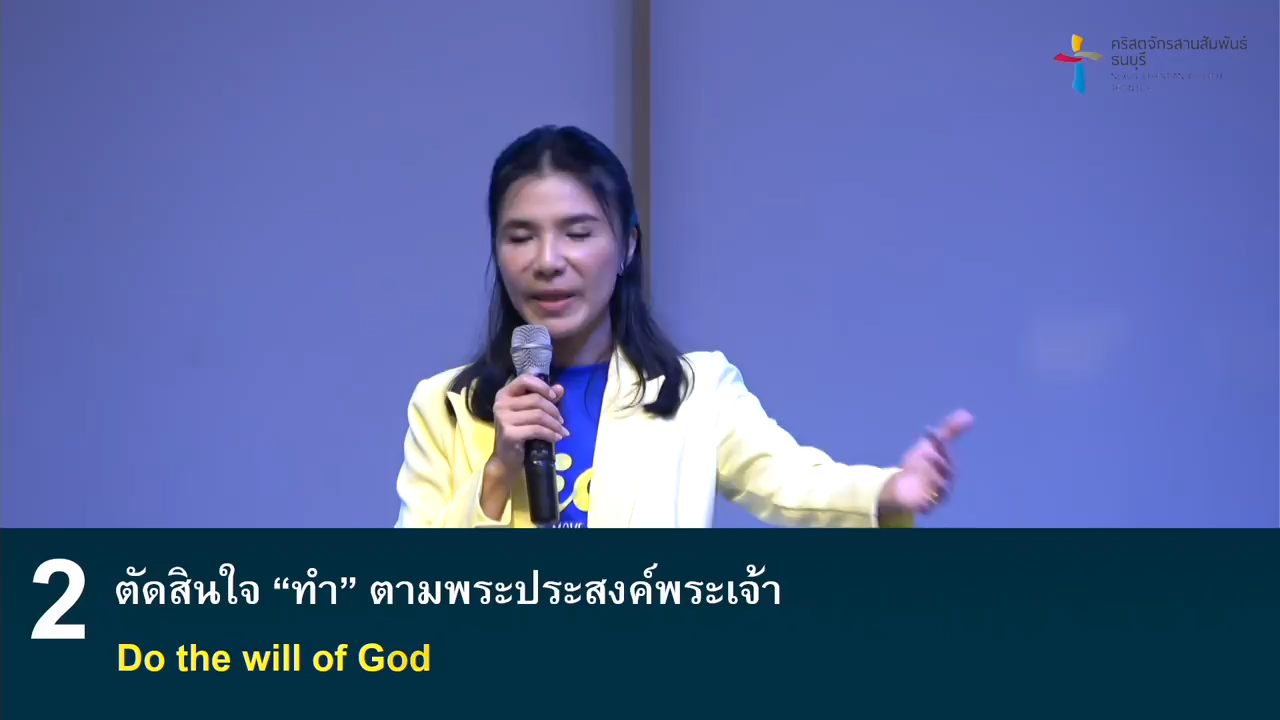 คริสตจักรสานสัมพันธ์
ธนบุรี
2
ตัดสินใจ “ทำ” ตามพระประสงค์พระเจ้า
Do the will of God